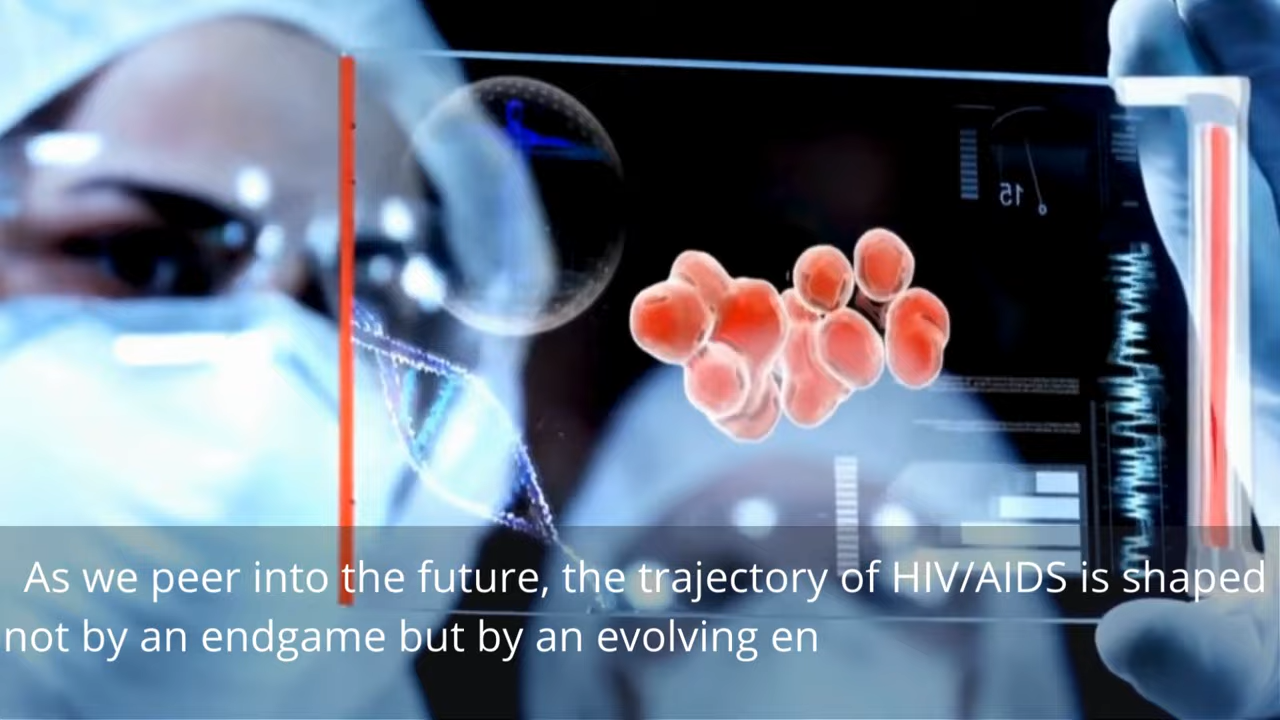 15
As we peer into the future, the trajectory of HIV/AIDS is shaped
not by an endgame but by an evolving en